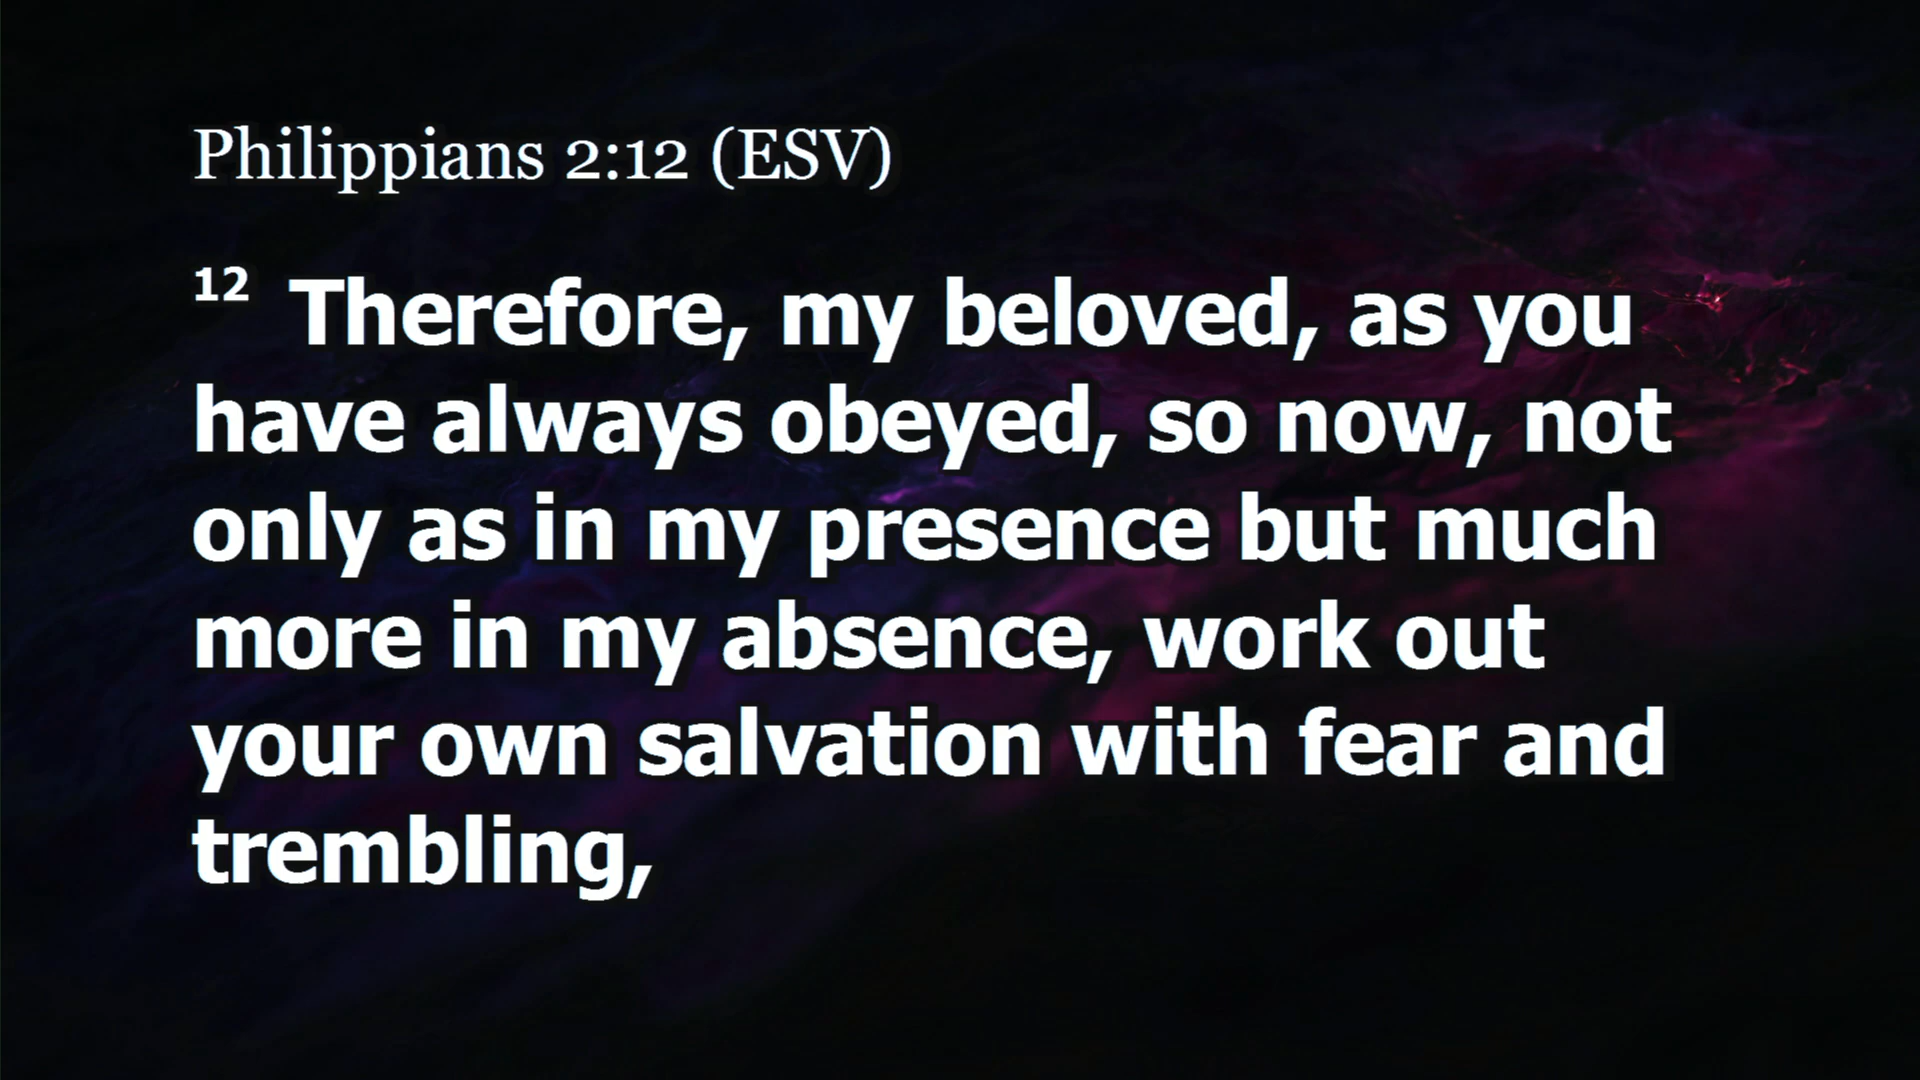 Philippians 2:12 (ESV)
12 Therefore, my beloved, as you
have always obeyed, so now, not
only as in my presence but much
more in my absence, work out
your own salvation with fear and
trembling,